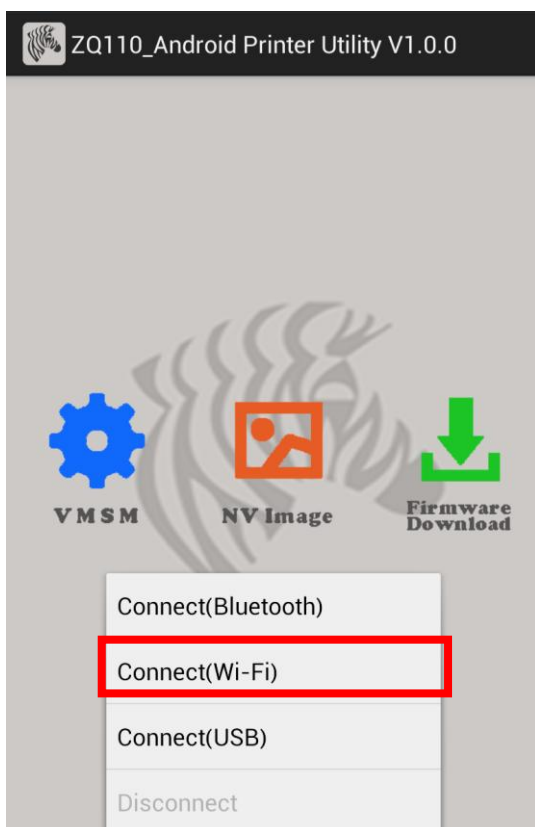 ZQ110_Android Printer Utility V1.0.0
VMSM
NV Image
Firmware
Download
Connect(Bluetooth)
Connect(Wi-Fi)
Connect(USB)
Disconnect